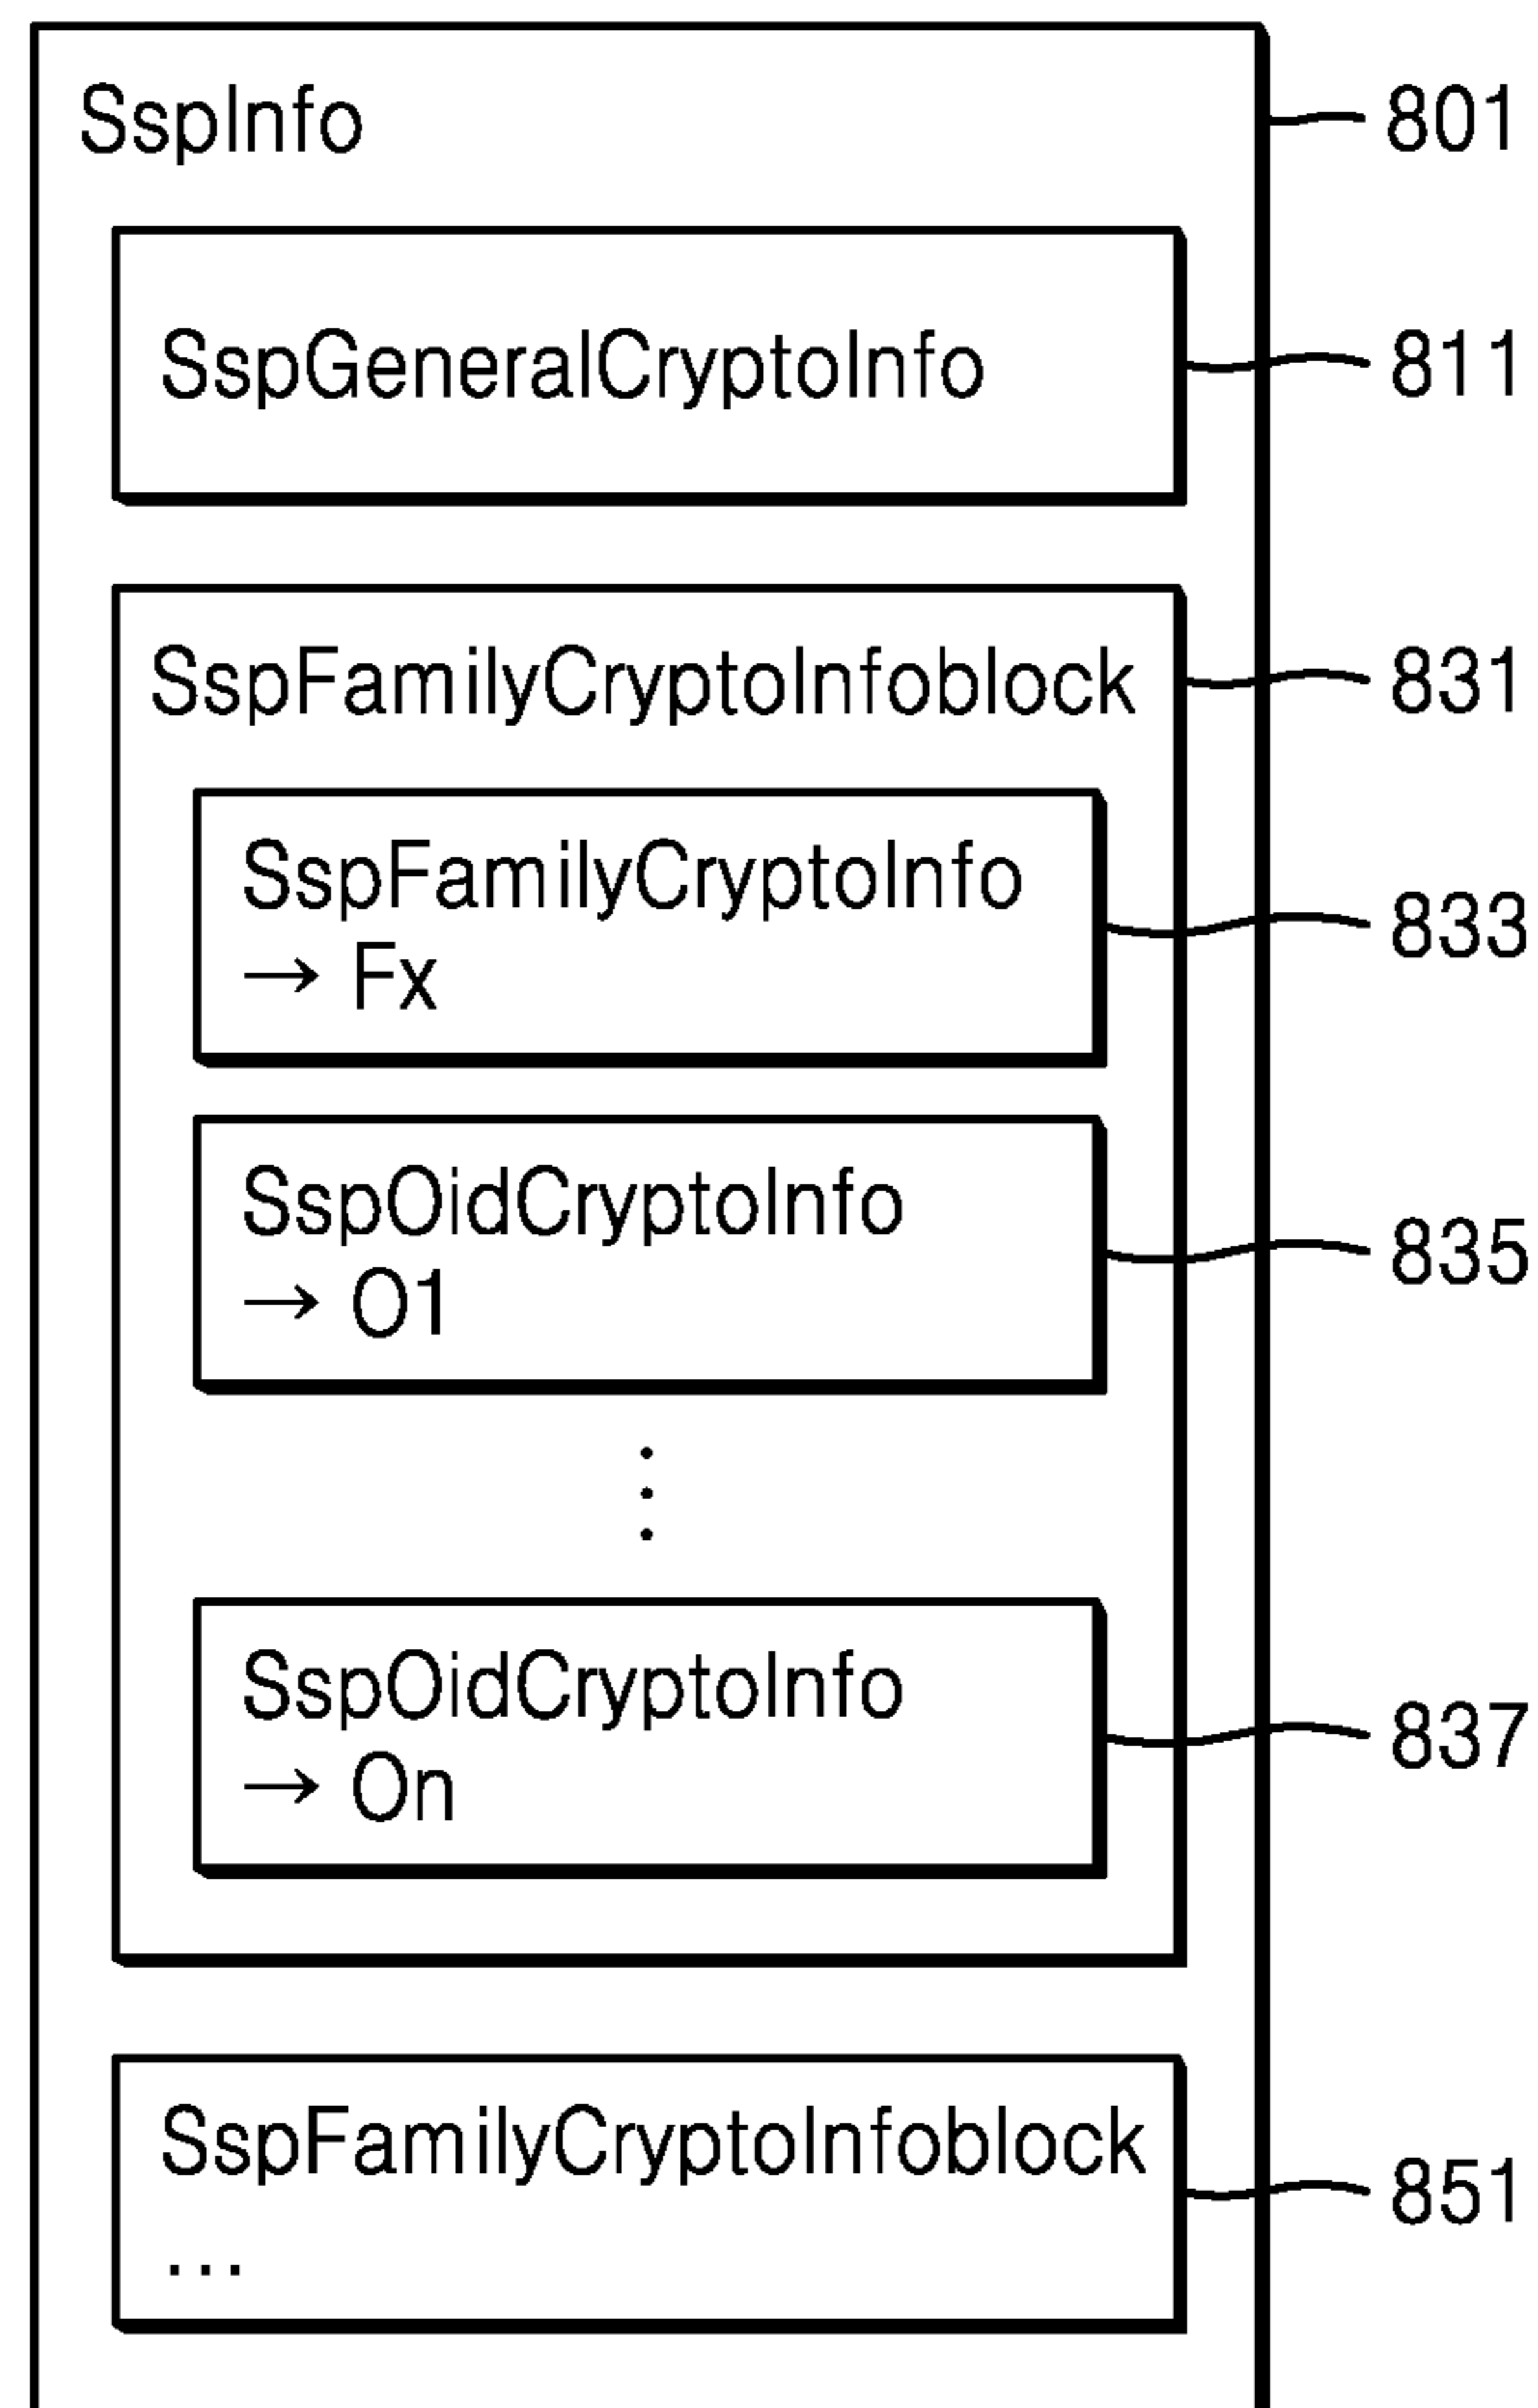 SspInfo
801
SspGeneralCryptoInfo
811
SspFamilyCryptoInfoblock
831
SspFamilyCryptoInfo
→ Fx
833
SspOidCryptoInfo
→ O1
835
⋮
SspOidCryptoInfo
→ On
837
SspFamilyCryptoInfoblock
...
851